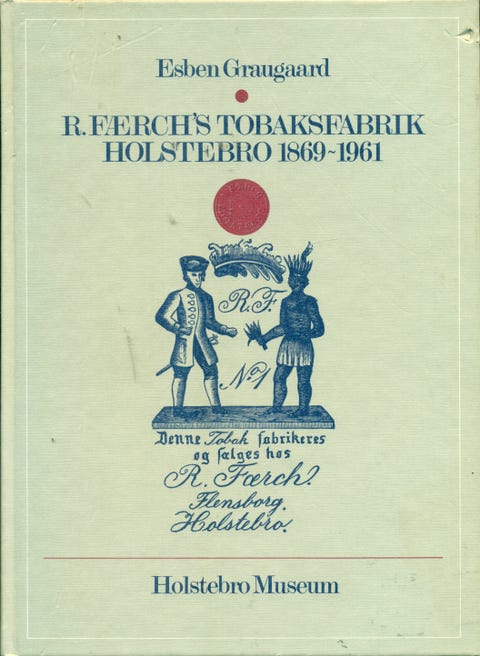 Esben Graugaard
R. FÆRCH'S TOBAKSFABRIK
HOLSTEBRO 1869~1961
R.F.
No. 1
Denne Tobak fabrikeres
og sælges hos
R. Færch.
Flensborg.
Holstebro.
Holstebro Museum